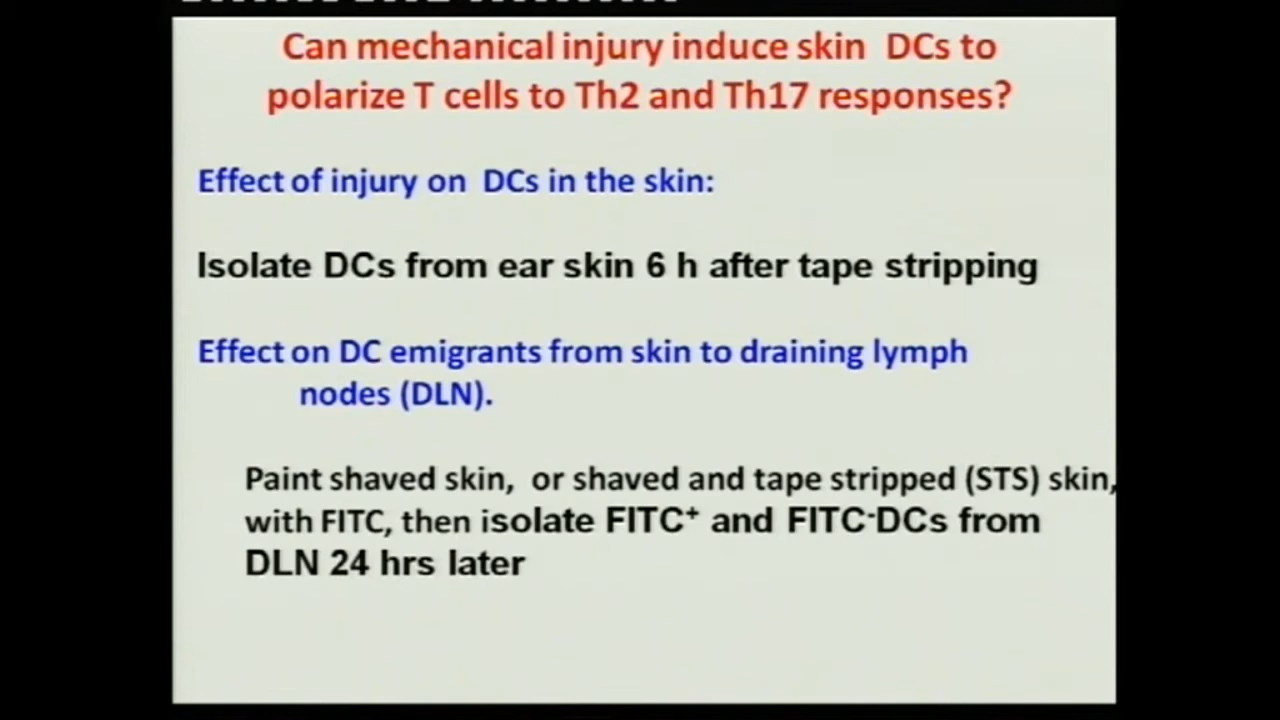 Can mechanical injury induce skin DCs to
polarize T cells to Th2 and Th17 responses?
Effect of injury on DCs in the skin:
Isolate DCs from ear skin 6 h after tape stripping
Effect on DC emigrants from skin to draining lymph
nodes (DLN).
Paint shaved skin, or shaved and tape stripped (STS) skin,
with FITC, then isolate FITC⁺ and FITC⁻DCs from
DLN 24 hrs later